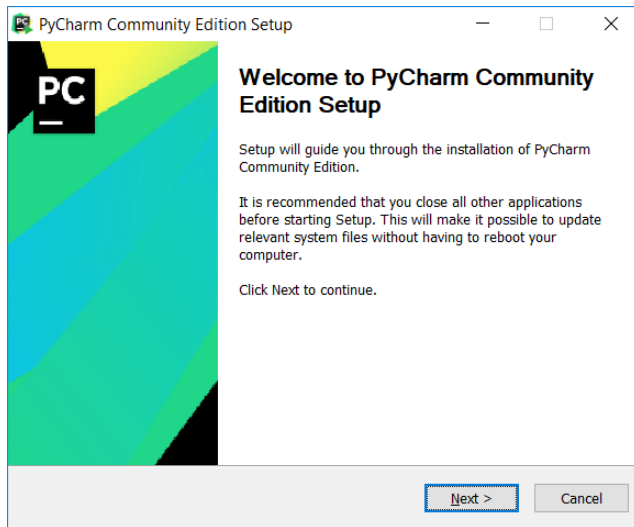 PyCharm Community Edition Setup
PC
Welcome to PyCharm Community
Edition Setup
Setup will guide you through the installation of PyCharm
Community Edition.
It is recommended that you close all other applications
before starting Setup. This will make it possible to update
relevant system files without having to reboot your
computer.
Click Next to continue.
Next >
Cancel